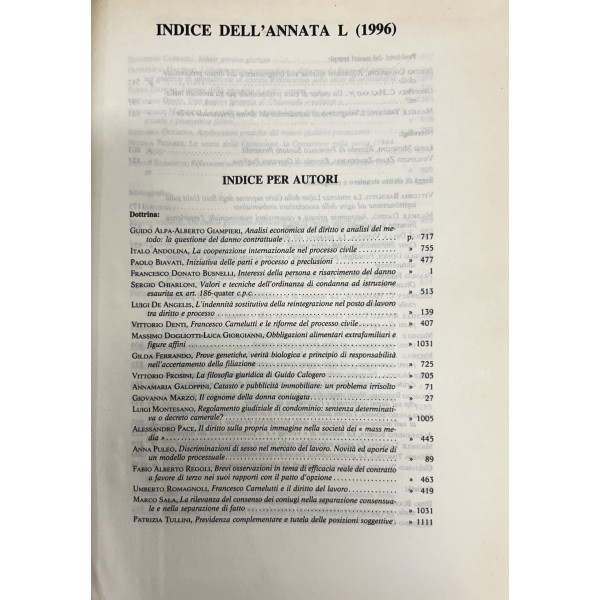 INDICE DELL'ANNATA L (1996)
INDICE PER AUTORI
Dottrina:
GUIDO ALPA-ALBERTO GIAMPIERI, Analisi economica del diritto e analisi del me-
todo: la questione del danno contrattuale p. 717
ITALO ANDOLINA, La cooperazione internazionale nel processo civile » 755
PAOLO BIAVATI, Iniziativa delle parti e processo a preclusioni » 477
FRANCESCO DONATO BUSNELLI, Interessi della persona e risarcimento del danno » 1
SERGIO CHIARLONI, Valori e tecniche dell'ordinanza di condanna ad istruzione
esaurita ex art. 186-quater c.p.c. » 513
LUIGI DE ANGELIS, L'indennità sostitutiva della reintegrazione nel posto di lavoro
tra diritto e processo » 139
VITTORIO DENTI, Francesco Carnelutti e le riforme del processo civile » 407
MASSIMO DOGLIOTTI-LUCA GIORGIANNI, Obbligazioni alimentari extrafamiliari e
figure affini » 1031
GILDA FERRANDO, Prove genetiche, verità biologica e principio di responsabilità
nell'accertamento della filiazione » 725
VITTORIO FROSINI, La filosofia giuridica di Guido Calogero » 705
ANNAMARIA GALOPPINI, Catasto e pubblicità immobiliare: un problema irrisolto » 71
GIOVANNA MARZO, Il cognome della donna coniugata » 27
LUIGI MONTESANO, Regolamento giudiziale di condominio: sentenza determinati-
va o decreto camerale? » 1005
ALESSANDRO PACE, Il diritto sulla propria immagine nella società dei « mass me-
dia » » 445
ANNA PULEO, Discriminazioni di sesso nel mercato del lavoro. Novità ed aporie di
un modello processuale » 89
FABIO ALBERTO REGOLI, Brevi osservazioni in tema di efficacia reale del contratto
a favore di terzo nei suoi rapporti con il patto d'opzione » 463
UMBERTO ROMAGNOLI, Francesco Carnelutti e il diritto del lavoro » 419
MARCO SALA, La rilevanza del consenso dei coniugi nella separazione consensua-
le e nella separazione di fatto » 1031
PATRIZIA TULLINI, Previdenza complementare e tutela delle posizioni soggettive » 1111